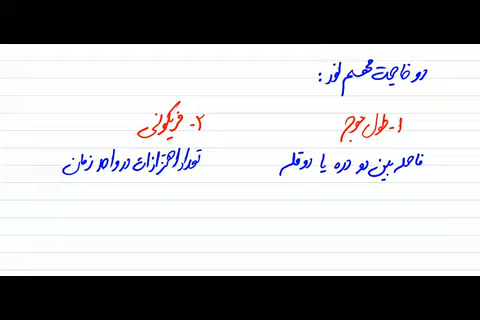 دو خاصیت مهم نور :
۱- طول موج
۲- فریکونی
فاصله بین دو دره یا دو قله
تعداد اهتزازات در واحد زمان